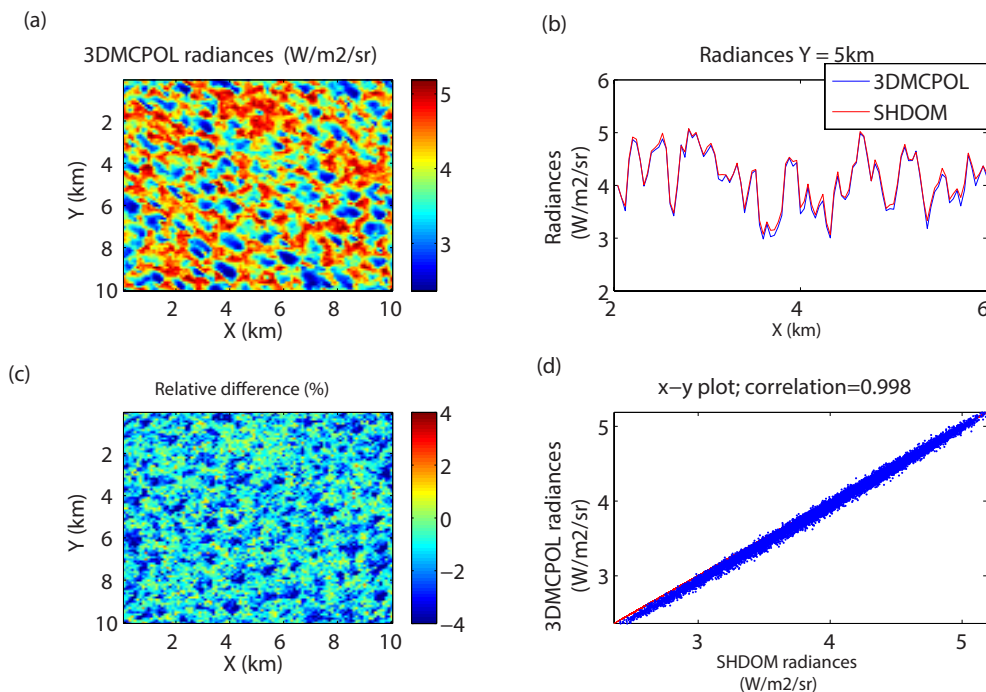 (a)
3DMCPOL radiances (W/m2/sr)
2
4
6
8
10
Y (km)
2
4
6
8
10
X (km)
5
4
3
(b)
Radiances Y = 5km
3DMCPOL
SHDOM
6
5
4
3
2
Radiances
(W/m2/sr)
2
4
6
X (km)
(c)
Relative difference (%)
2
4
6
8
10
Y (km)
2
4
6
8
10
X (km)
4
2
0
−2
−4
(d)
x−y plot; correlation=0.998
5
4
3
3DMCPOL radiances
(W/m2/sr)
3
4
5
SHDOM radiances
(W/m2/sr)